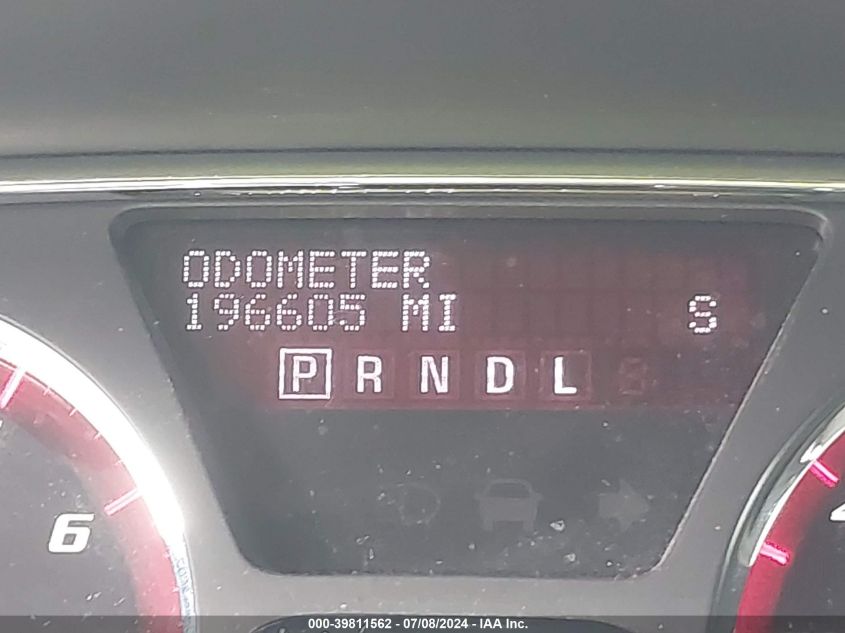 ODOMETER
196605 MI S
P R N D L
6
000-39811562 - 07/08/2024 - IAA Inc.